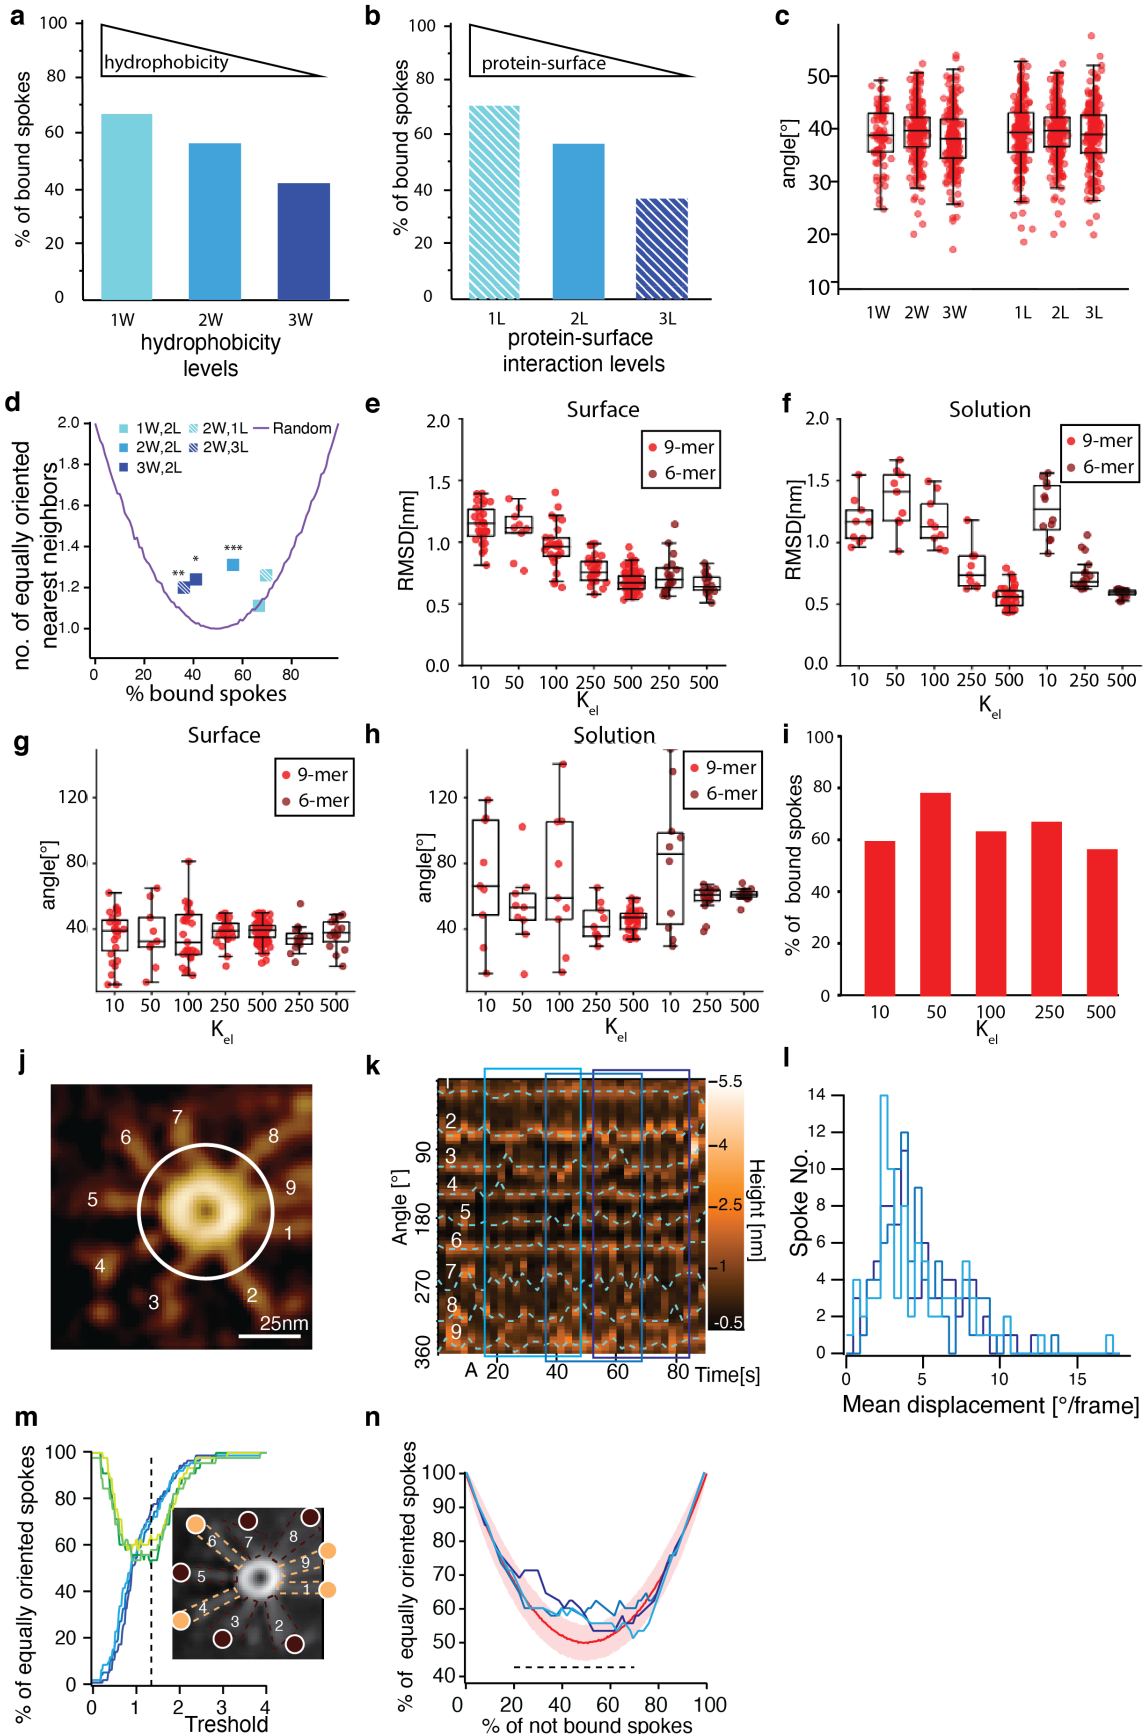 a
100
80
60
40
20
0
% of bound spokes
hydrophobicity
1W 2W 3W
hydrophobicity
levels
b
100
80
60
40
20
0
% of bound spokes
protein-surface
1L 2L 3L
protein-surface
interaction levels
c
50
40
30
20
10
angle[°]
1W 2W 3W 1L 2L 3L
d
2.0
1.8
1.6
1.4
1.2
1.0
no. of equally oriented
nearest neighbors
1W,2L 2W,1L Random
2W,2L 2W,3L
3W,2L
** * ***
0 20 40 60 80
% bound spokes
e
Surface
2.0
1.5
1.0
0.5
0.0
RMSD[nm]
9-mer
6-mer
10 50 100 250 500 250 500
Kel
f
Solution
2.0
1.5
1.0
0.5
0.0
RMSD[nm]
9-mer
6-mer
10 50 100 250 500 10 250 500
Kel
g
Surface
120
80
40
angle[°]
9-mer
6-mer
10 50 100 250 500 250 500
Kel
h
Solution
120
80
40
angle[°]
9-mer
6-mer
10 50 100 250 500 10 250 500
Kel
i
100
80
60
40
20
0
% of bound spokes
10 50 100 250 500
Kel
j
7
6
8
5
9
1
4
3
2
25nm
k
Angle [°]
90
180
270
360
1
2
3
4
5
6
7
8
9
A 20 40 60 80 Time[s]
5.5
4
2.5
1
-0.5
Height [nm]
l
14
12
10
8
6
4
2
0
Spoke No.
0 5 10 15
Mean displacement [°/frame]
m
100
80
60
40
20
0
% of equally oriented spokes
6 7 8
5 9
1
4
3 2
0 1 2 3 4
Treshold
n
100
90
80
70
60
50
40
% of equally oriented spokes
0 20 40 60 80 100
% of not bound spokes